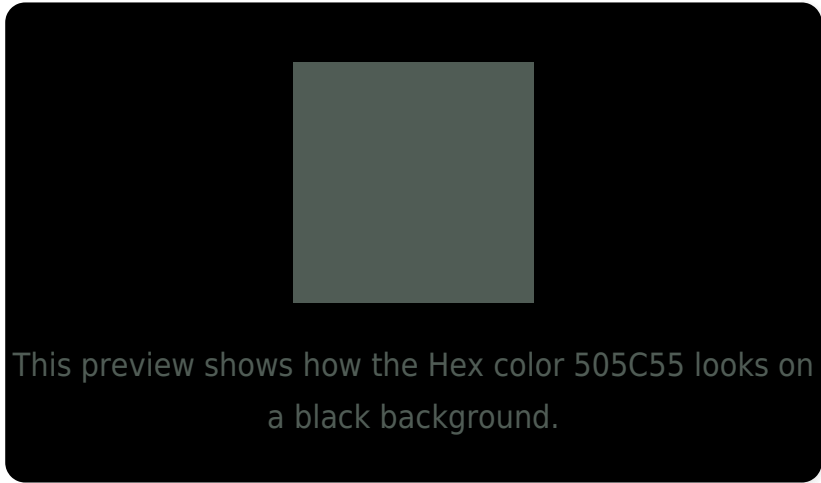 This preview shows how the Hex color 505C55 looks on
a black background.